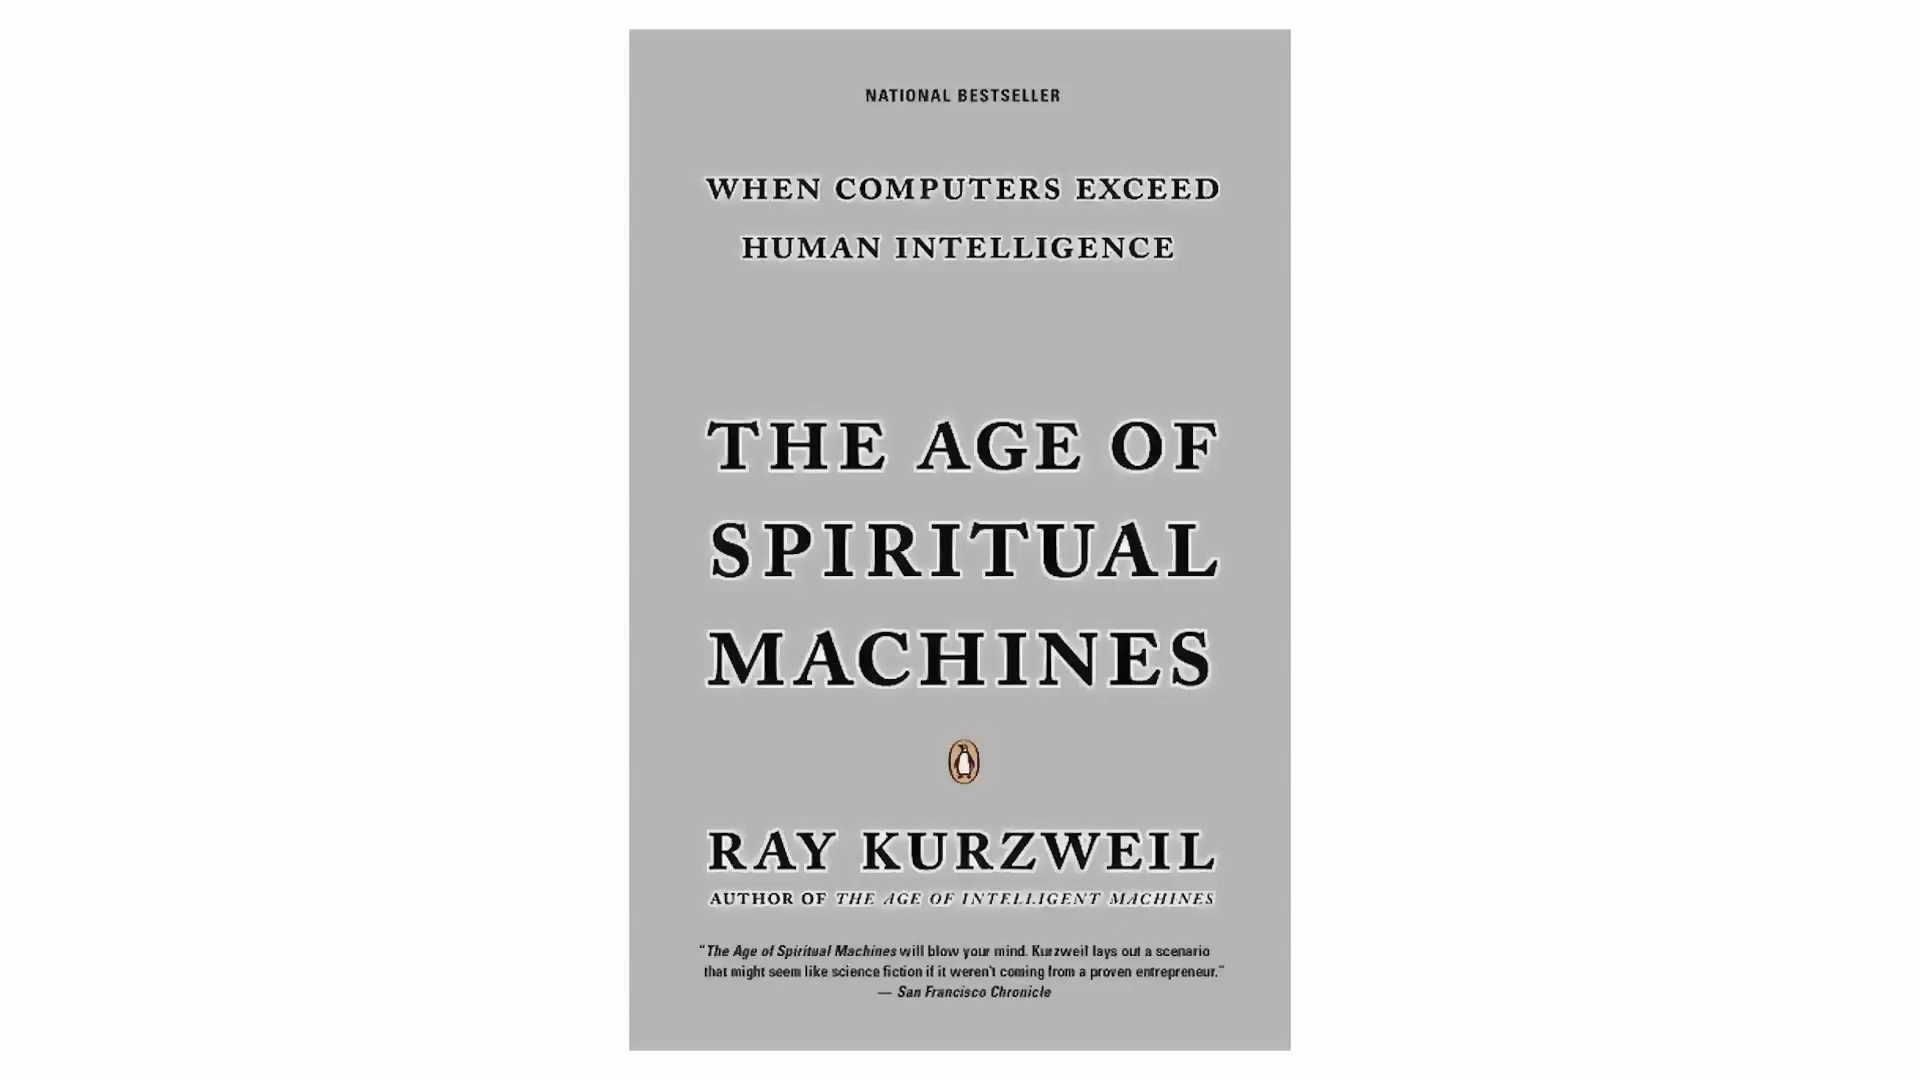 NATIONAL BESTSELLER
WHEN COMPUTERS EXCEED
HUMAN INTELLIGENCE
THE AGE OF
SPIRITUAL
MACHINES
RAY KURZWEIL
AUTHOR OF THE AGE OF INTELLIGENT MACHINES
"The Age of Spiritual Machines will blow your mind. Kurzweil lays out a scenario
that might seem like science fiction if it weren't coming from a proven entrepreneur."
— San Francisco Chronicle